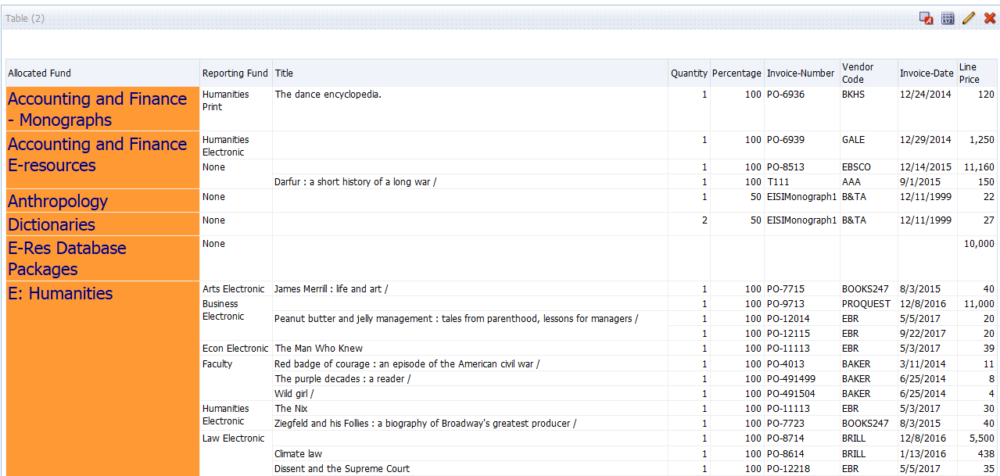 Table (2)
Allocated Fund Reporting Fund Title Quantity Percentage Invoice-Number Vendor Code Invoice-Date Line Price
Accounting and Finance - Monographs Humanities Print The dance encyclopedia. 1 100 PO-6936 BKHS 12/24/2014 120
Accounting and Finance E-resources Humanities Electronic 1 100 PO-6939 GALE 12/29/2014 1,250
None 1 100 PO-8513 EBSCO 12/14/2015 11,160
Darfur : a short history of a long war / 1 100 T111 AAA 9/1/2015 150
Anthropology None 1 50 EISIMonograph1 B&TA 12/11/1999 22
Dictionaries None 2 50 EISIMonograph1 B&TA 12/11/1999 27
E-Res Database Packages None 10,000
E: Humanities Arts Electronic James Merrill : life and art / 1 100 PO-7715 BOOKS247 8/3/2015 40
Business Electronic 1 100 PO-9713 PROQUEST 12/8/2016 11,000
Peanut butter and jelly management : tales from parenthood, lessons for managers / 1 100 PO-12014 EBR 5/5/2017 20
1 100 PO-12115 EBR 9/22/2017 20
Econ Electronic The Man Who Knew 1 100 PO-11113 EBR 5/3/2017 39
Faculty Red badge of courage : an episode of the American civil war / 1 100 PO-4013 BAKER 3/11/2014 11
The purple decades : a reader / 1 100 PO-491499 BAKER 6/25/2014 8
Wild girl / 1 100 PO-491504 BAKER 6/25/2014 4
Humanities Electronic The Nix 1 100 PO-11113 EBR 5/3/2017 30
Ziegfeld and his Follies : a biography of Broadway's greatest producer / 1 100 PO-7723 BOOKS247 8/3/2015 40
Law Electronic 1 100 PO-8714 BRILL 12/8/2016 5,500
Climate law 1 100 PO-8614 BRILL 1/13/2016 438
Dissent and the Supreme Court 1 100 PO-12218 EBR 5/5/2017 35